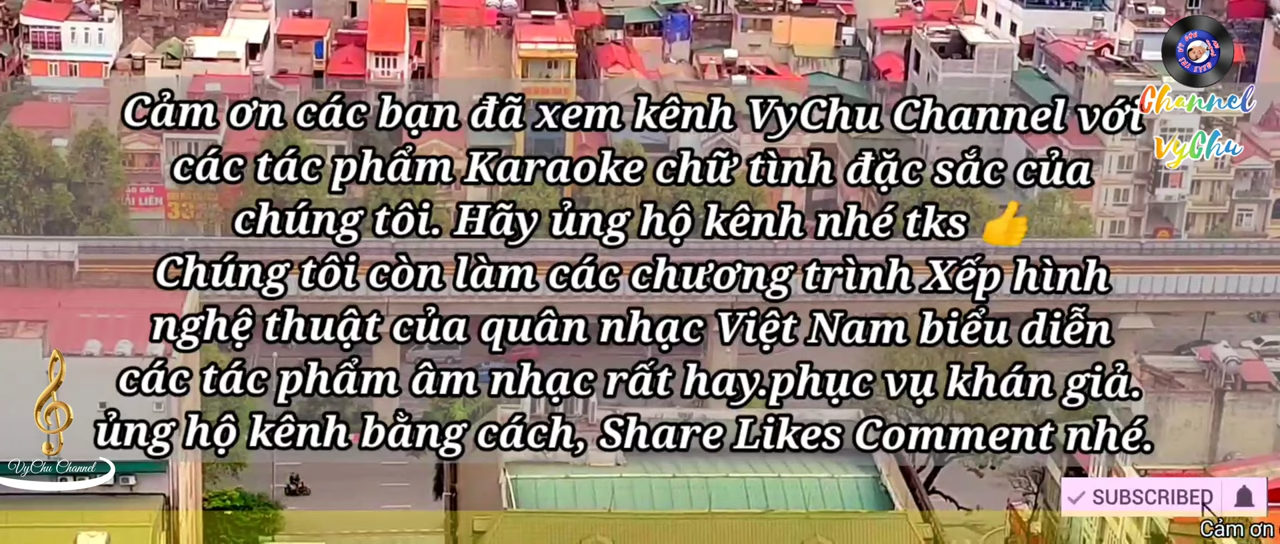 Cảm ơn các bạn đã xem kênh VyChu Channel với
các tác phẩm Karaoke chữ tình đặc sắc của
chúng tôi. Hãy ủng hộ kênh nhé tks 👍
Chúng tôi còn làm các chương trình Xếp hình
nghệ thuật của quân nhạc Việt Nam biểu diễn
các tác phẩm âm nhạc rất hay.phục vụ khán giả.
ủng hộ kênh bằng cách, Share Likes Comment nhé.
Channel
VyChu
VyChu Channel
SUBSCRIBED
Cảm ơn